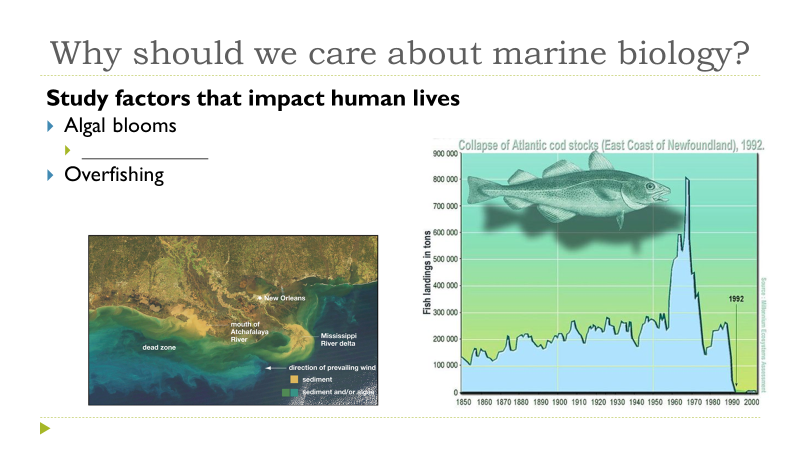 Why should we care about marine biology?
Study factors that impact human lives
Algal blooms
Overfishing
New Orleans
mouth of
Atchafalaya
River
Mississippi
River delta
dead zone
direction of prevailing wind
sediment
sediment and/or algae
Collapse of Atlantic cod stocks (East Coast of Newfoundland), 1992.
Fish landings in tons
900 000
800 000
700 000
600 000
500 000
400 000
300 000
200 000
100 000
0
1992
1850 1860 1870 1880 1890 1900 1910 1920 1930 1940 1950 1960 1970 1980 1990 2000
Source : Millennium Ecosystems Assessment